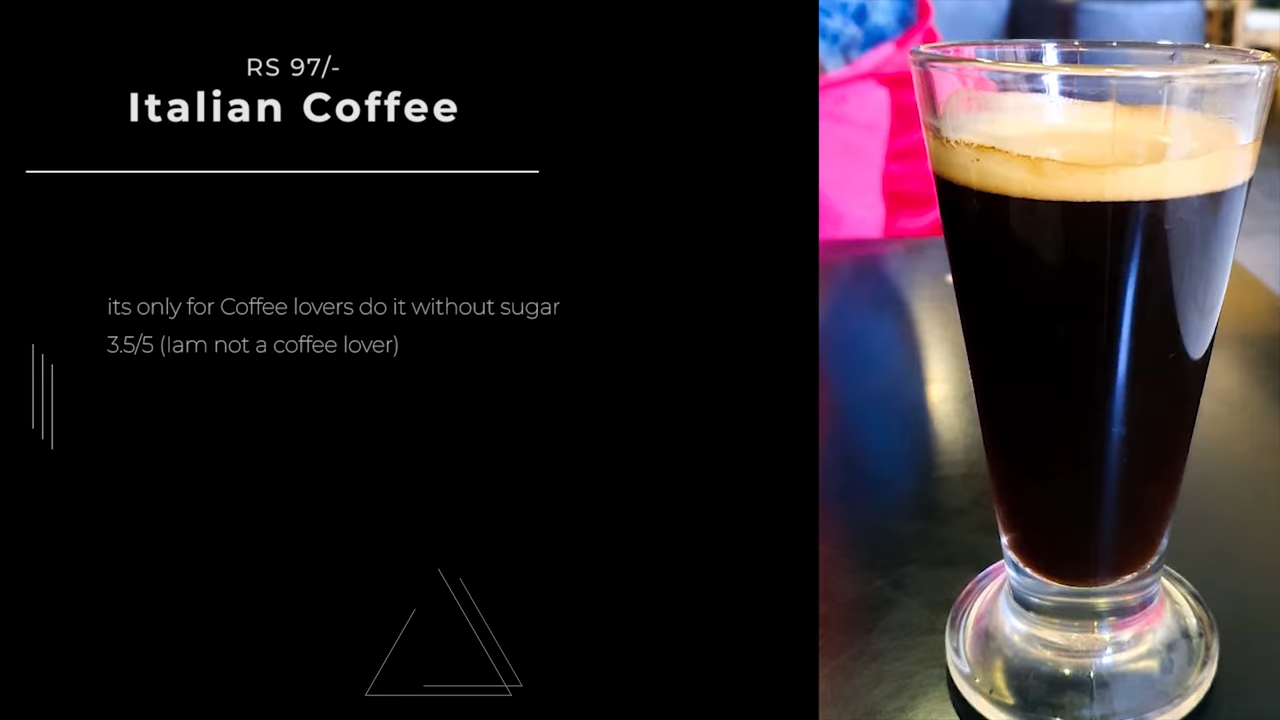 RS 97/-
Italian Coffee
its only for Coffee lovers do it without sugar
3.5/5 (Iam not a coffee lover)